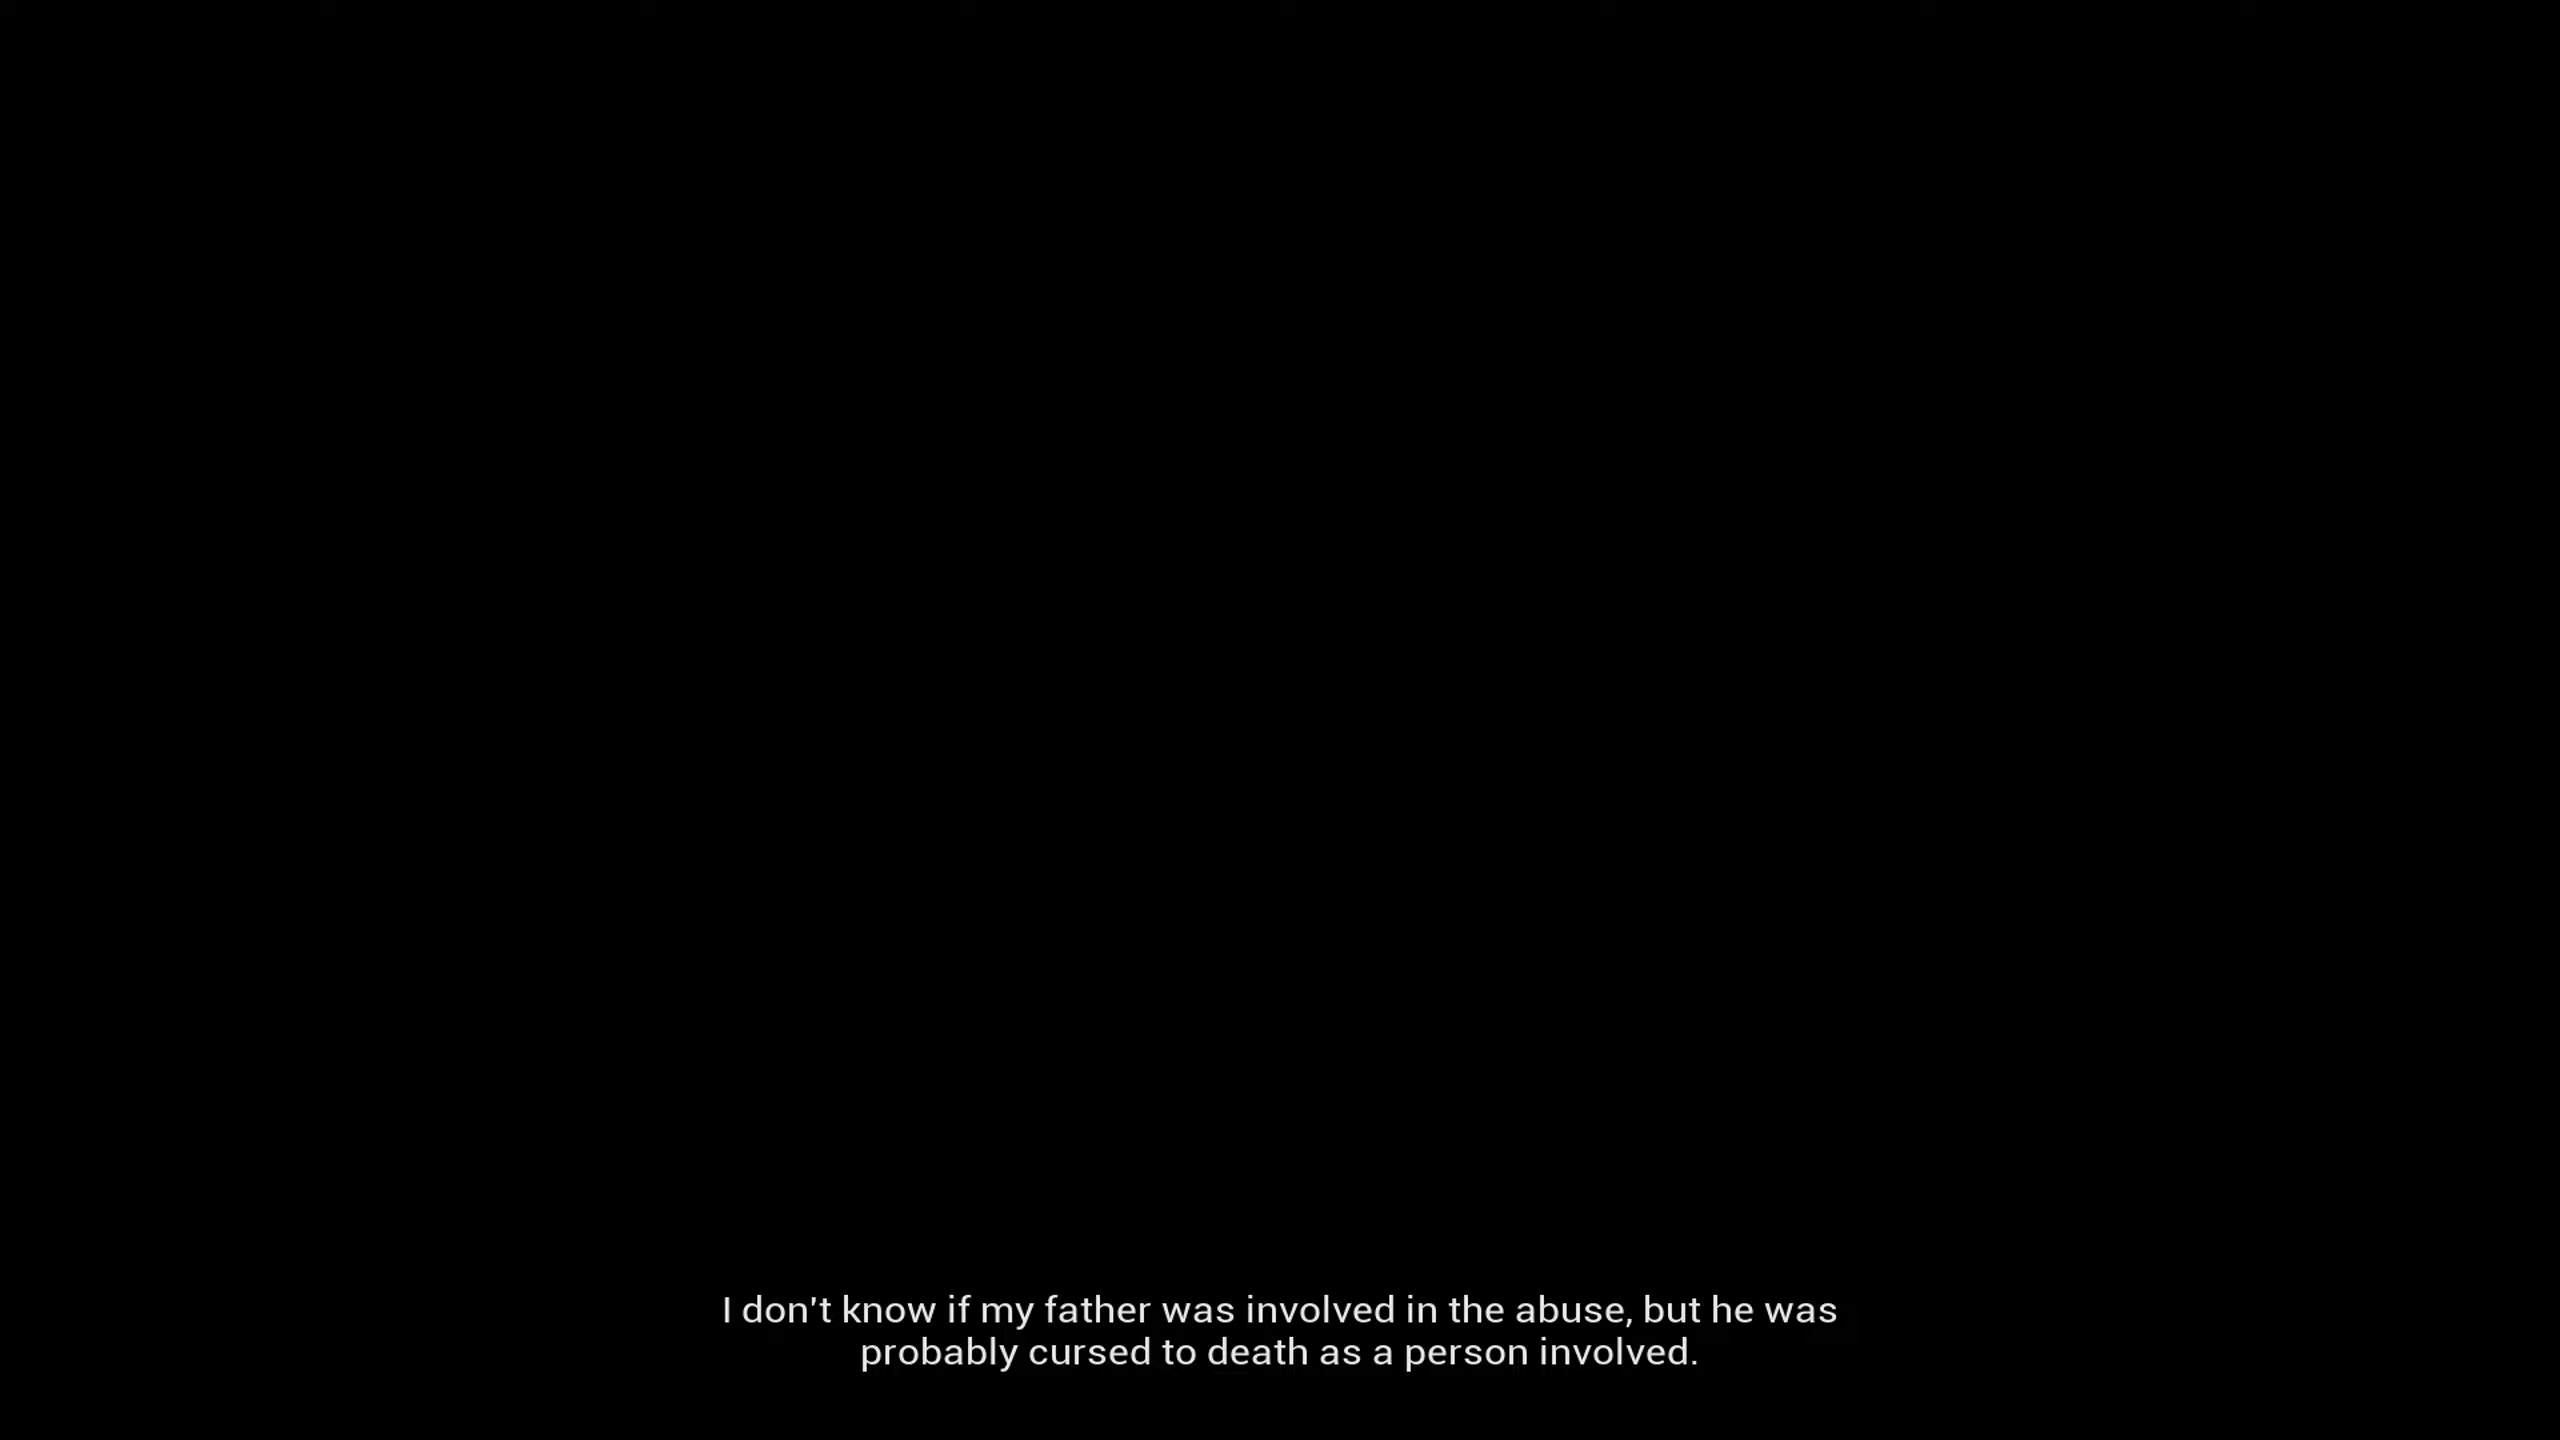 I don't know if my father was involved in the abuse, but he was
probably cursed to death as a person involved.